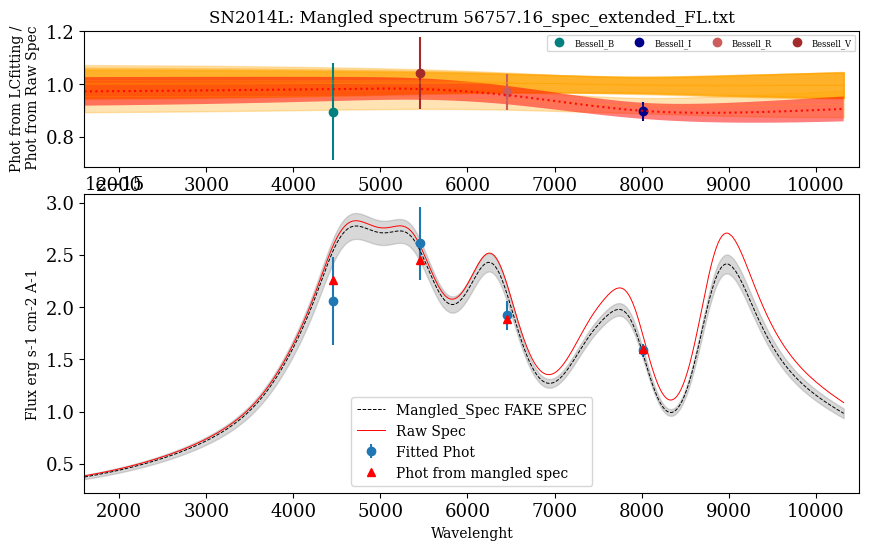 SN2014L: Mangled spectrum 56757.16_spec_extended_FL.txt
Phot from LCfitting /
Phot from Raw Spec
1.2
1.0
0.8
Bessell_B
Bessell_I
Bessell_R
Bessell_V
2000 3000 4000 5000 6000 7000 8000 9000 10000
1e−15
Flux erg s-1 cm-2 A-1
3.0
2.5
2.0
1.5
1.0
0.5
Mangled_Spec FAKE SPEC
Raw Spec
Fitted Phot
Phot from mangled spec
2000 3000 4000 5000 6000 7000 8000 9000 10000
Wavelenght